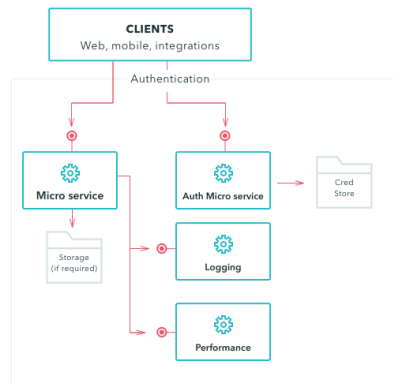 CLIENTS
Web, mobile, integrations
Authentication
Micro service
Auth Micro service
Cred
Store
Storage
(if required)
Logging
Performance